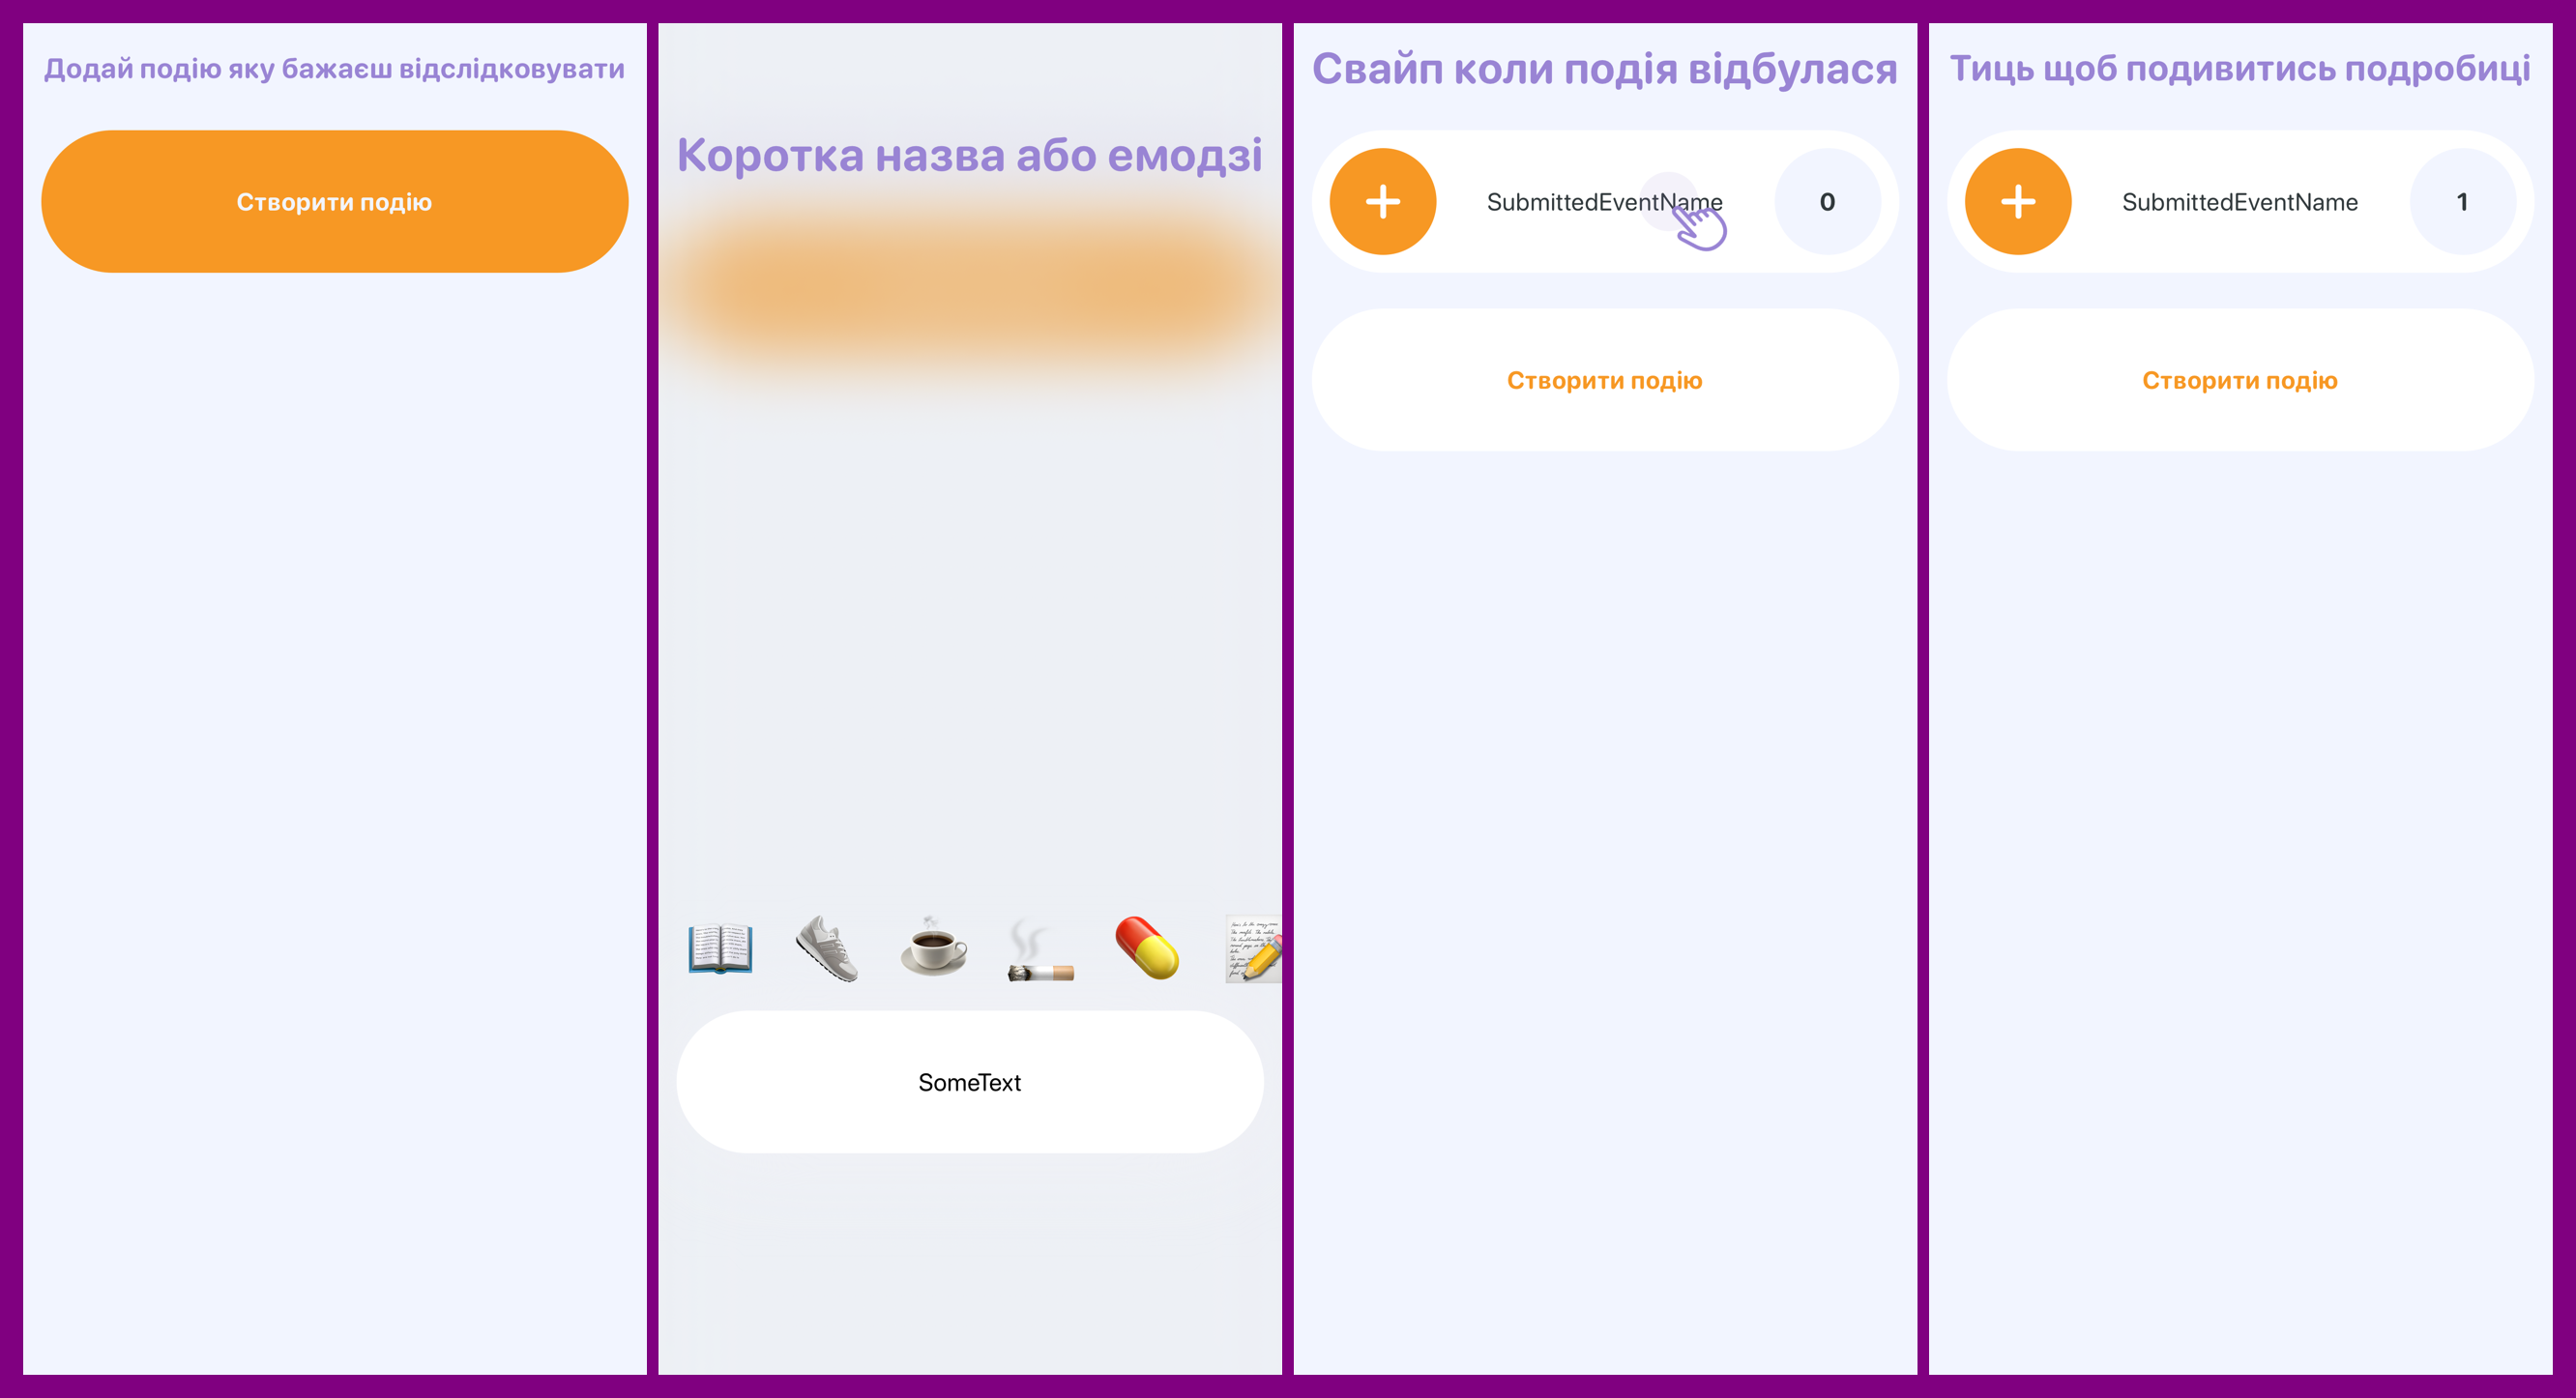 Додай подію яку бажаєш відслідковувати
Створити подію
Коротка назва або емодзі
SomeText
Свайп коли подія відбулася
SubmittedEventName
0
Створити подію
Тиць щоб подивитись подробиці
SubmittedEventName
1
Створити подію